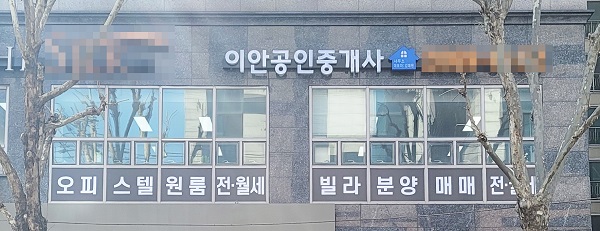 이안공인중개사
오피스텔 원룸 전·월세
빌라 분양 매매 전·월세